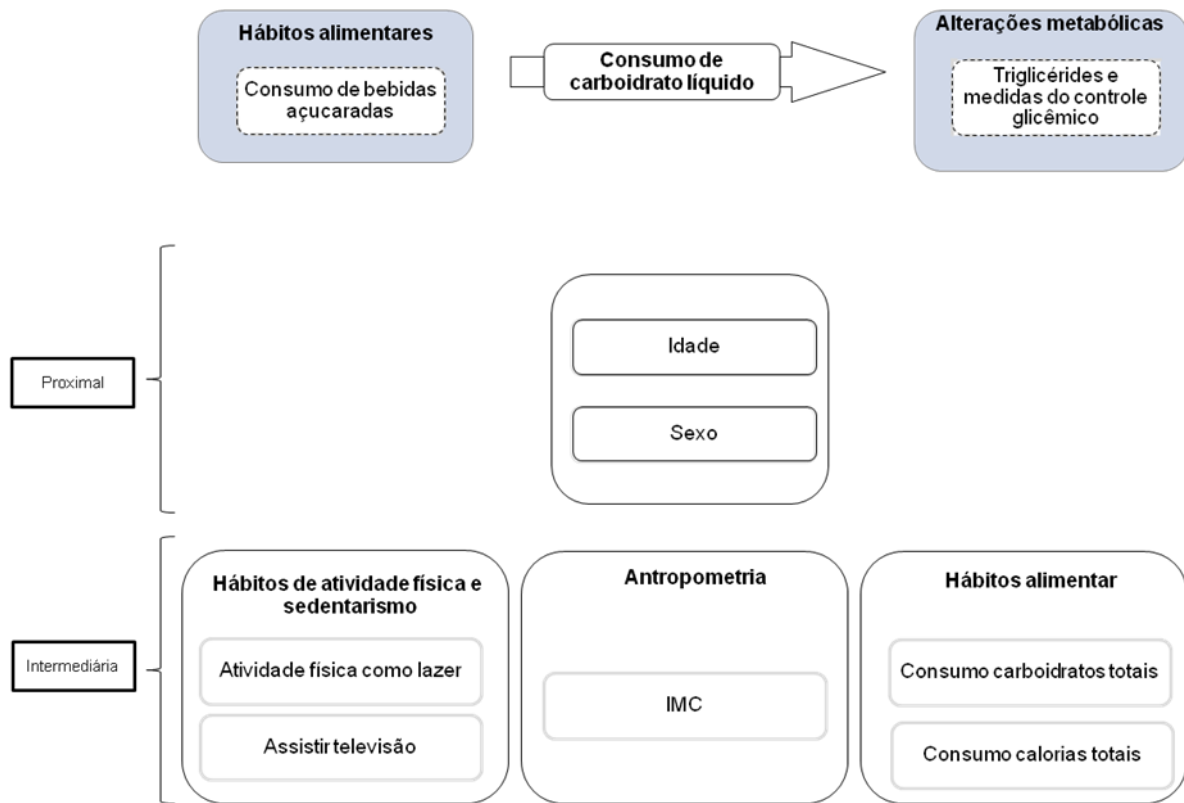 Hábitos alimentares
Consumo de bebidas
açucaradas
Consumo de
carboidrato líquido
Alterações metabólicas
Triglicérides e
medidas do controle
glicêmico
Proximal
Idade
Sexo
Intermediária
Hábitos de atividade física e
sedentarismo
Atividade física como lazer
Assistir televisão
Antropometria
IMC
Hábitos alimentar
Consumo carboidratos totais
Consumo calorias totais